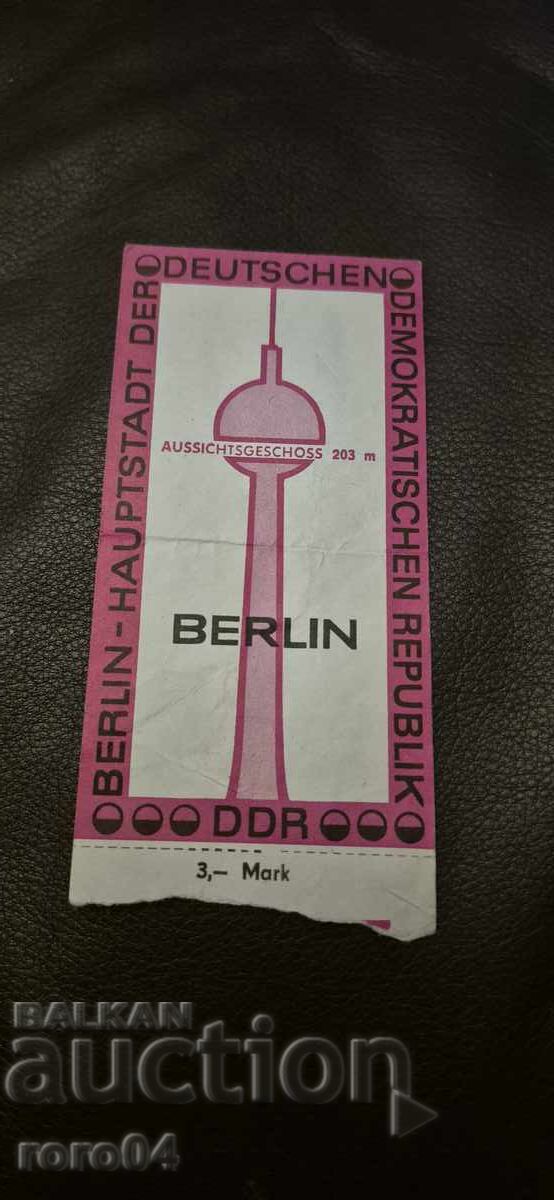 BERLIN - HAUPTSTADT DER
DEUTSCHEN
DEMOKRATISCHEN REPUBLIK
AUSSICHTSGESCHOSS 203 m
BERLIN
DDR
3,— Mark
BALKAN
auction
roro04